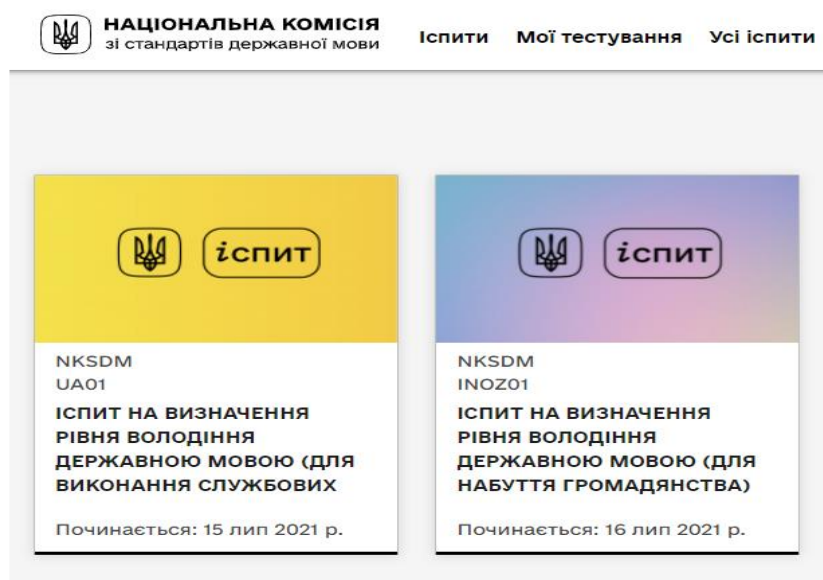 НАЦІОНАЛЬНА КОМІСІЯ
зі стандартів державної мови
Іспити Мої тестування Усі іспити
іспит
NKSDM
UA01
ІСПИТ НА ВИЗНАЧЕННЯ
РІВНЯ ВОЛОДІННЯ
ДЕРЖАВНОЮ МОВОЮ (ДЛЯ
ВИКОНАННЯ СЛУЖБОВИХ
Починається: 15 лип 2021 р.
іспит
NKSDM
INOZ01
ІСПИТ НА ВИЗНАЧЕННЯ
РІВНЯ ВОЛОДІННЯ
ДЕРЖАВНОЮ МОВОЮ (ДЛЯ
НАБУТТЯ ГРОМАДЯНСТВА)
Починається: 16 лип 2021 р.